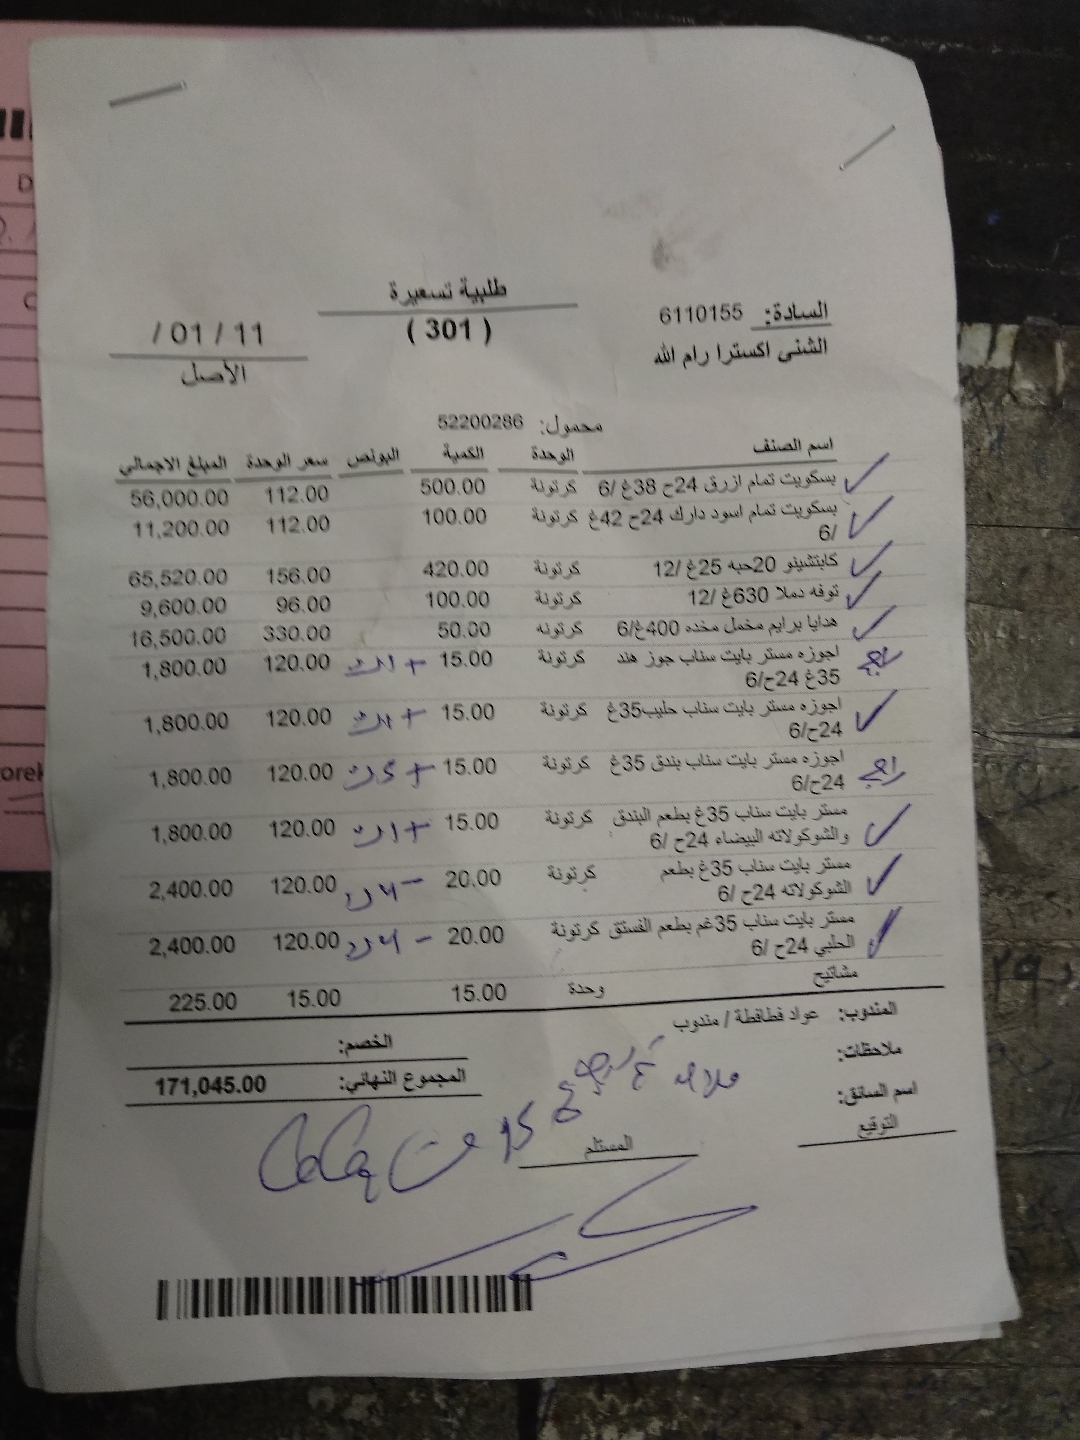 طلبية تسعيرة
( 301 )
السادة: 6110155
الشنى اكسترا رام الله
11 / 01 /
الأصل
محمول: 52200286
اسم الصنف الوحدة الكمية البونص سعر الوحدة المبلغ الاجمالي
بسكويت تمام ازرق 24ح 38غ /6 كرتونة 500.00 112.00 56,000.00
بسكويت تمام اسود دارك 24ح 42غ كرتونة 100.00 112.00 11,200.00
/6
كابتشينو 20حبه 25غ /12 كرتونة 420.00 156.00 65,520.00
توفه دملا 630غ /12 كرتونة 100.00 96.00 9,600.00
هدايا برايم مخمل مخده 400غ/6 كرتونه 50.00 330.00 16,500.00
اجوزه مستر بايت سناب جوز هند كرتونة 15.00 120.00 1,800.00
35غ 24ح/6
اجوزه مستر بايت سناب حليب35غ كرتونة 15.00 120.00 1,800.00
24ح/6
اجوزه مستر بايت سناب بندق 35غ كرتونة 15.00 120.00 1,800.00
24ح/6
مستر بايت سناب 35غ بطعم البندق كرتونة 15.00 120.00 1,800.00
والشوكولاته البيضاء 24ح /6
مستر بايت سناب 35غ بطعم كرتونة 20.00 120.00 2,400.00
الشوكولاته 24ح /6
مستر بايت سناب 35غم بطعم الفستق كرتونة 20.00 120.00 2,400.00
الحلبي 24ح /6
مشاتيح وحدة 15.00 15.00 225.00
المندوب: عواد فطافطة / مندوب
الخصم:
ملاحظات:
المجموع النهائي: 171,045.00
اسم السائق:
المستلم
التوقيع